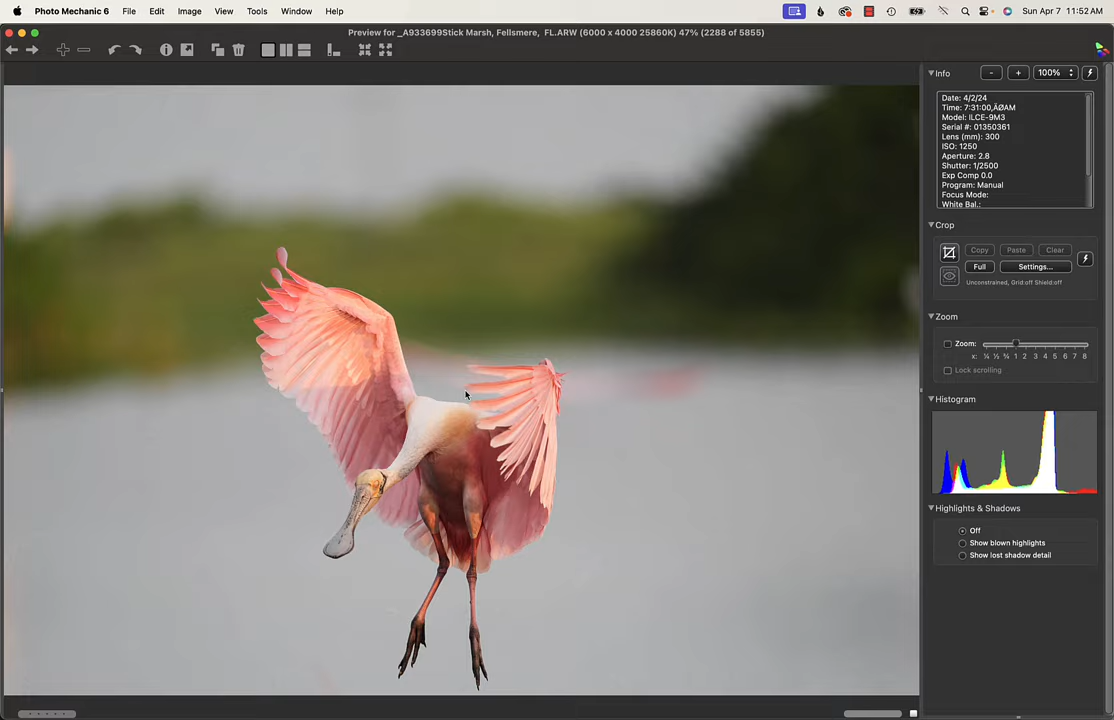 Photo Mechanic 6 File Edit Image View Tools Window Help Sun Apr 7 11:52AM
Preview for _A933699Stick Marsh, Fellsmere, FL.ARW (6000 x 4000 25860K) 47% (2288 of 5855)
Info - + 100%
Date: 4/2/24
Time: 7:31:00‚ÄØAM
Model: ILCE-9M3
Serial #: 01350361
Lens (mm): 300
ISO: 1250
Aperture: 2.8
Shutter: 1/2500
Exp Comp 0.0
Program: Manual
Focus Mode:
White Bal.:
Crop
Copy Paste Clear
Full Settings...
Unconstrained, Grid:off Shield:off
Zoom
Zoom:
x: ¼ ½ ¾ 1 2 3 4 5 6 7 8
Lock scrolling
Histogram
Highlights & Shadows
Off
Show blown highlights
Show lost shadow detail